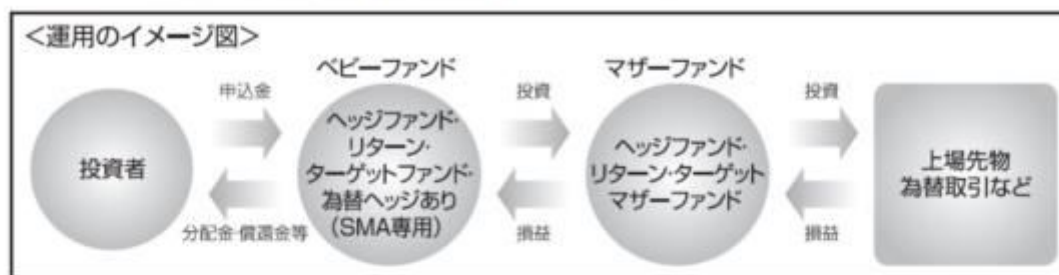 <運用のイメージ図>
ベビーファンド
マザーファンド
申込金
投資
投資
投資者
ヘッジファンド・
リターン・
ターゲットファンド・
為替ヘッジあり
(SMA専用)
ヘッジファンド・
リターン・ターゲット
マザーファンド
上場先物
為替取引など
分配金・償還金等
損益
損益